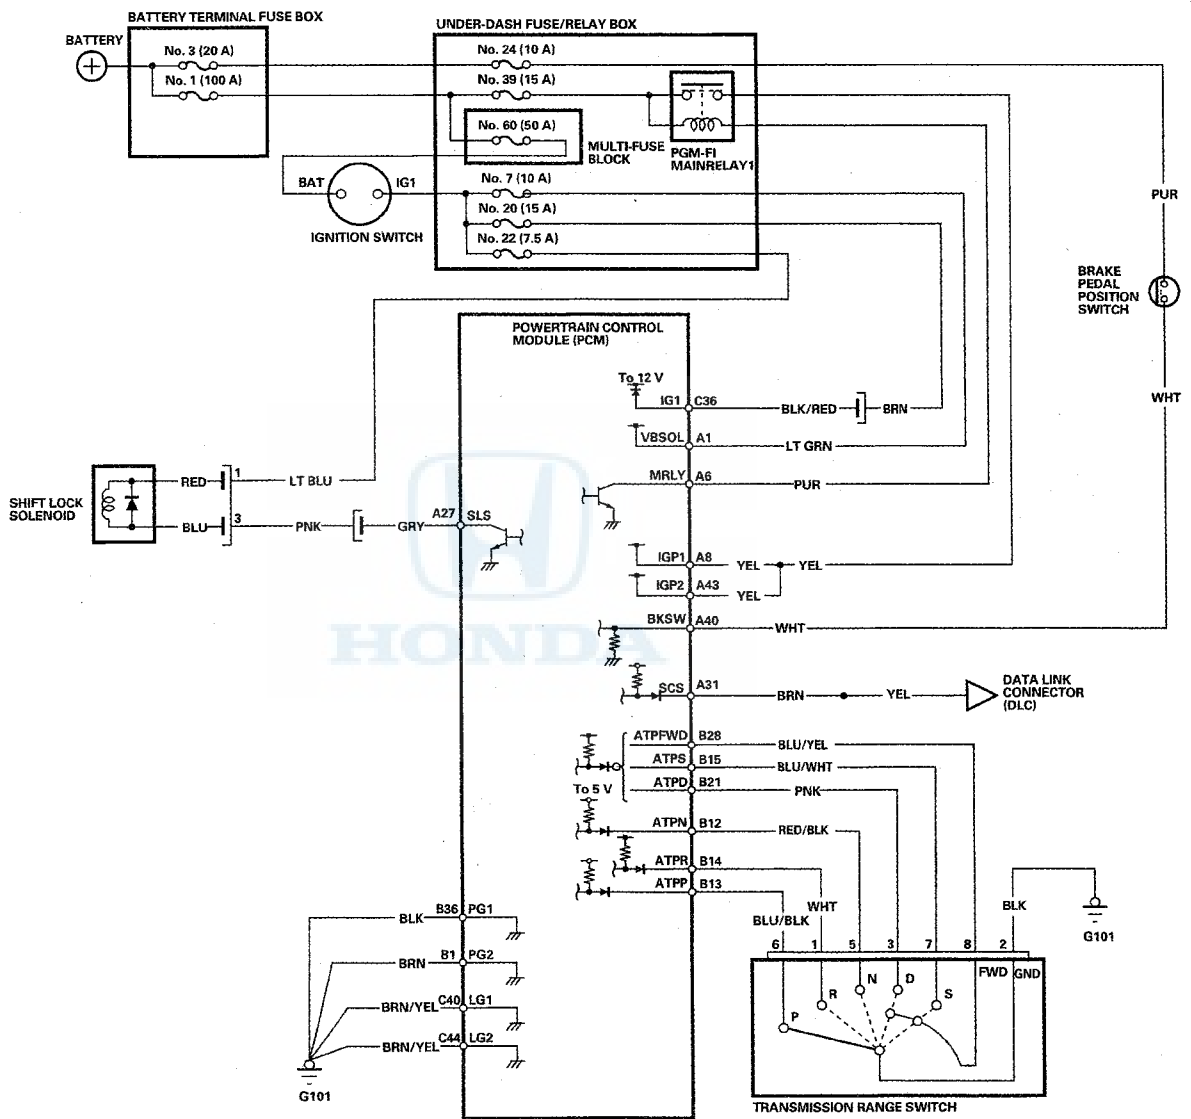 BATTERY TERMINAL FUSE BOX
UNDER-DASH FUSE/RELAY BOX
BATTERY
No. 3 (20 A)
No. 1 (100 A)
No. 24 (10 A)
No. 39 (15 A)
No. 60 (50 A)
MULTI-FUSE
BLOCK
PGM-FI
MAINRELAY1
BAT
IG1
IGNITION SWITCH
No. 7 (10 A)
No. 20 (15 A)
No. 22 (7.5 A)
PUR
BRAKE
PEDAL
POSITION
SWITCH
WHT
POWERTRAIN CONTROL
MODULE (PCM)
To 12 V
IG1 C36 BLK/RED BRN
VBSOL A1 LT GRN
MRLY A6 PUR
SHIFT LOCK
SOLENOID
RED 1 LT BLU
BLU 3 PNK GRY A27 SLS
IGP1 A8 YEL YEL
IGP2 A43 YEL
BKSW A40 WHT
HONDA
SCS A31 BRN YEL
DATA LINK
CONNECTOR
(DLC)
ATPFWD B28 BLU/YEL
ATPS B15 BLU/WHT
To 5 V
ATPD B21 PNK
ATPN B12 RED/BLK
ATPR B14
ATPP B13
WHT
BLU/BLK
BLK
G101
BLK B36 PG1
BRN B1 PG2
BRN/YEL C40 LG1
BRN/YEL C44 LG2
G101
6 1 5 3 7 8 2
FWD GND
P R N D S
TRANSMISSION RANGE SWITCH